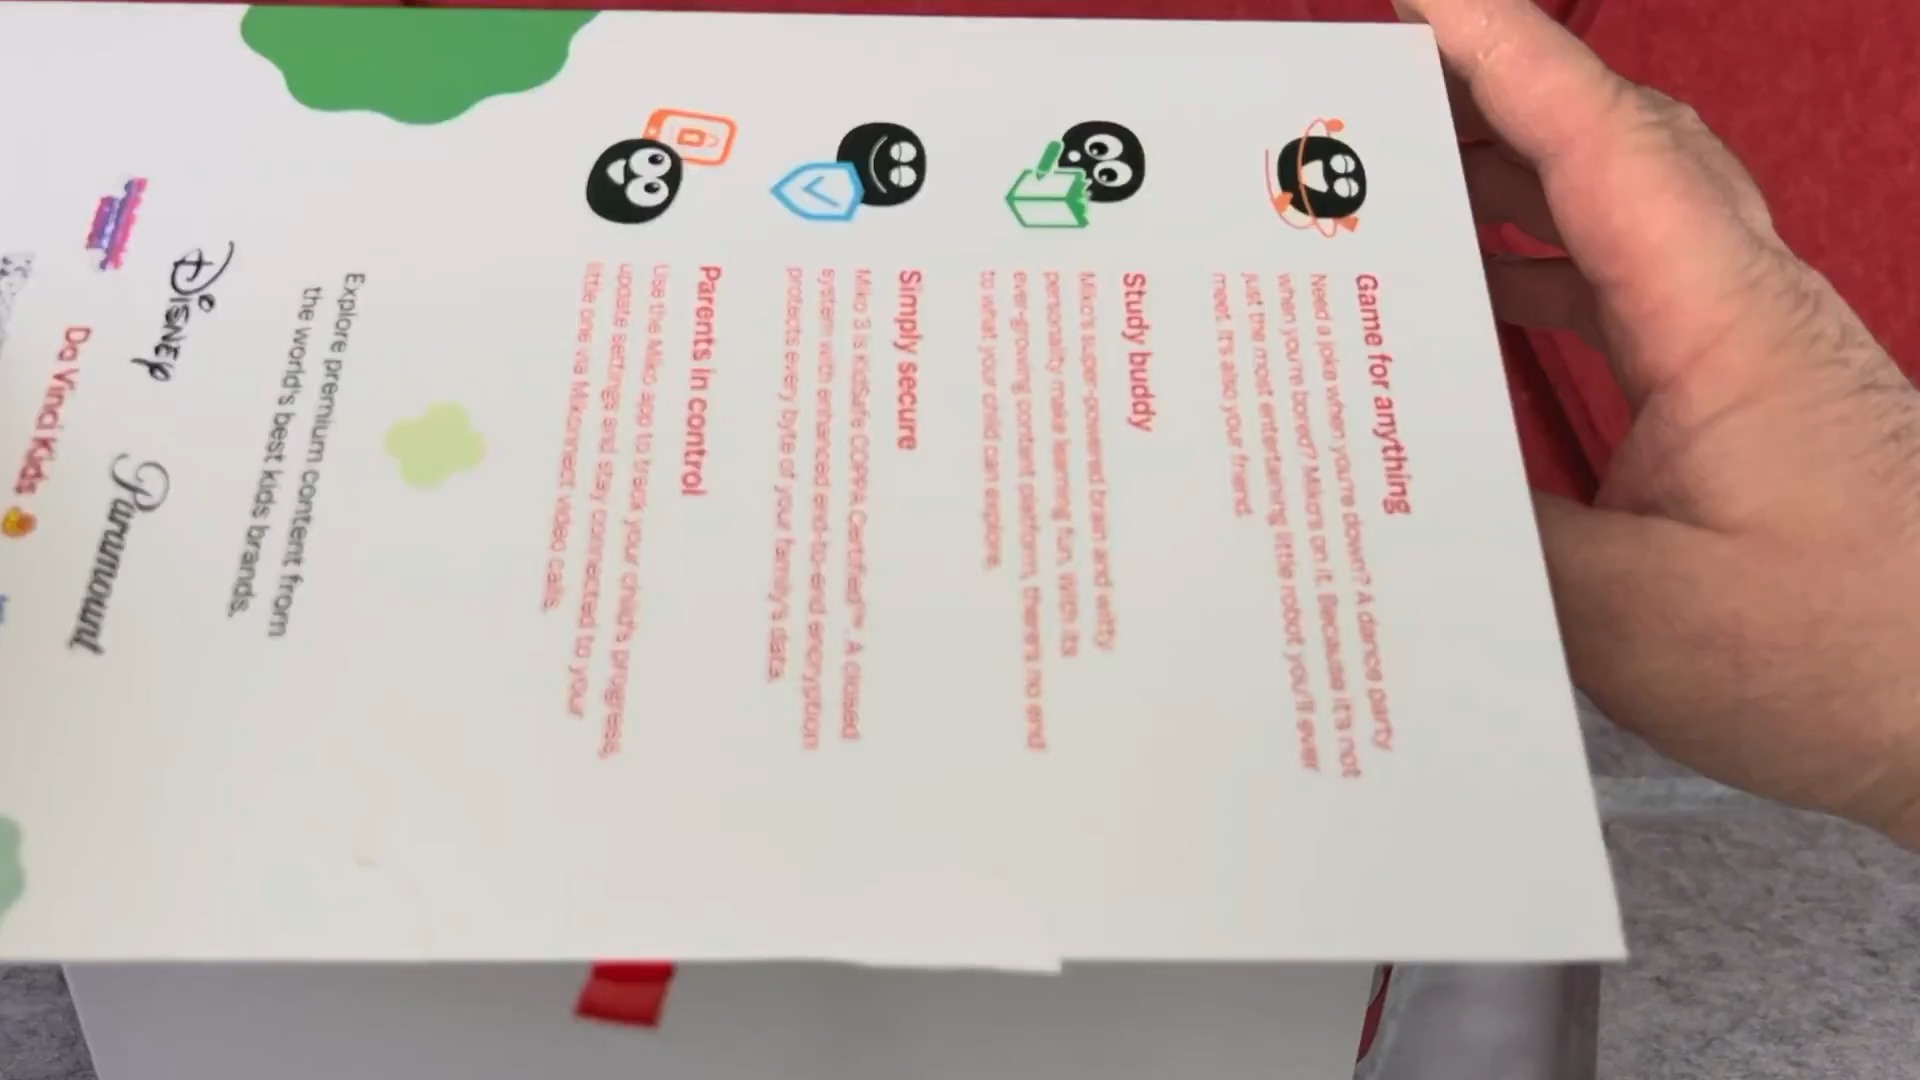 Game for anything
Need a joke when you're down? A dance party
when you're bored? Miko's on it. Because it's not
just the most entertaining little robot you'll ever
meet. It's also your friend.
Study buddy
Miko's super-powered brain and witty
personality make learning fun. With its
ever-growing content platform, there's no end
to what your child can explore.
Simply secure
Miko 3 is KidSafe COPPA Certified™. A closed
system with enhanced end-to-end encryption
protects every byte of your family's data.
Parents in control
Use the Miko app to track your child's progress,
update settings and stay connected to your
little one via Mikonnect video calls.
Explore premium content from
the world's best kids brands.
Disney
Paramount
Da Vinci Kids